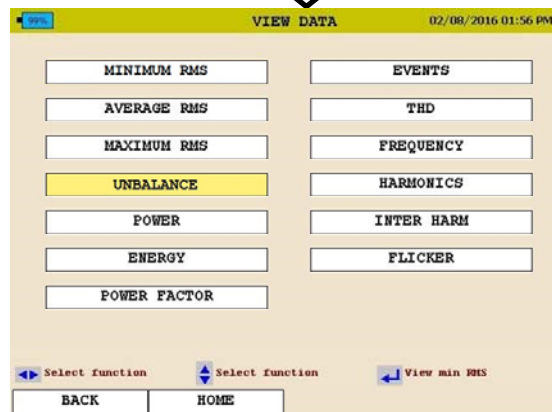 99% VIEW DATA 02/08/2016 01:56 PM
MINIMUM RMS EVENTS
AVERAGE RMS THD
MAXIMUM RMS FREQUENCY
UNBALANCE HARMONICS
POWER INTER HARM
ENERGY FLICKER
POWER FACTOR
Select function Select function View min RMS
BACK HOME